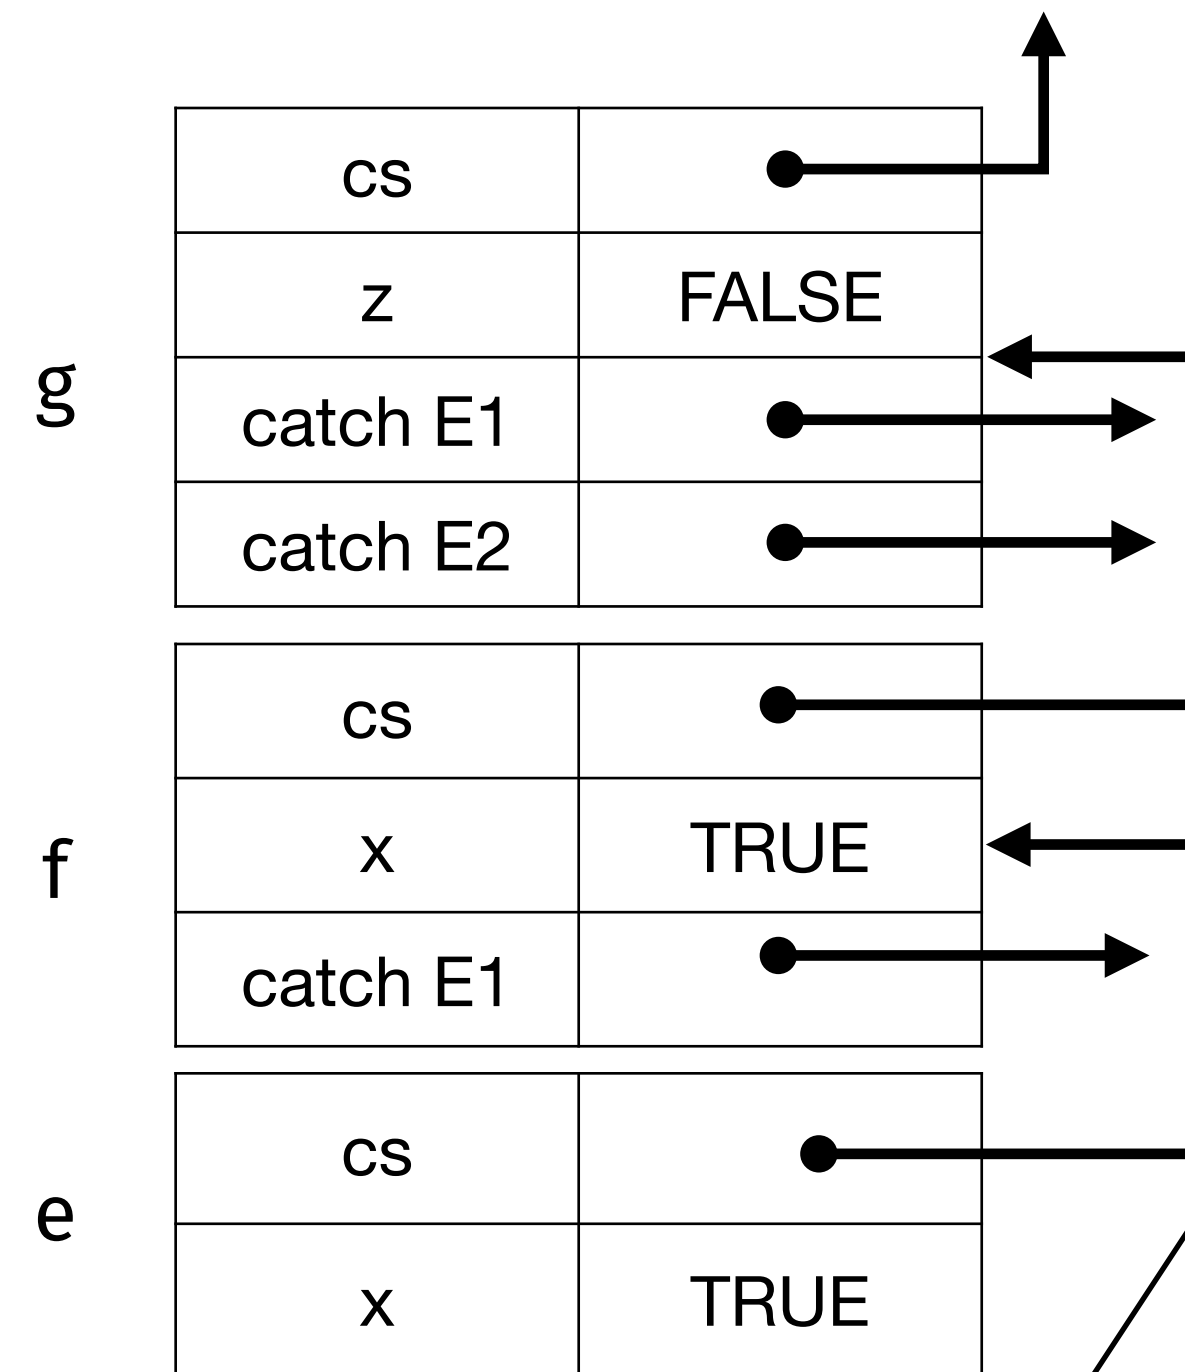 cs
z FALSE
g
catch E1
catch E2
cs
f x TRUE
catch E1
cs
e
x TRUE